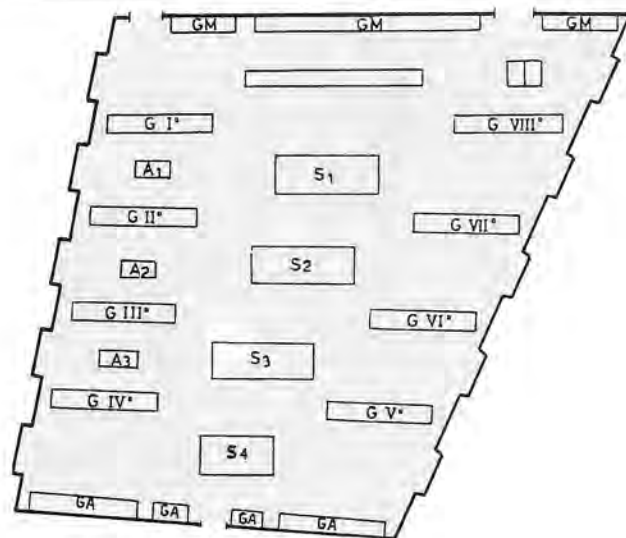 GM GM GM
G I° G VIII°
A1 S1
G II° G VII°
A2 S2
G III° G VI°
A3 S3
G IV° G V°
S4
GA GA GA GA